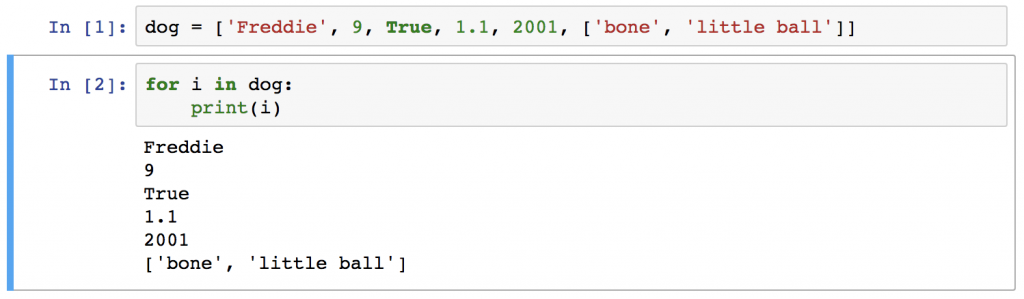 In [1]: dog = ['Freddie', 9, True, 1.1, 2001, ['bone', 'little ball']]
In [2]: for i in dog:
    print(i)
Freddie
9
True
1.1
2001
['bone', 'little ball']